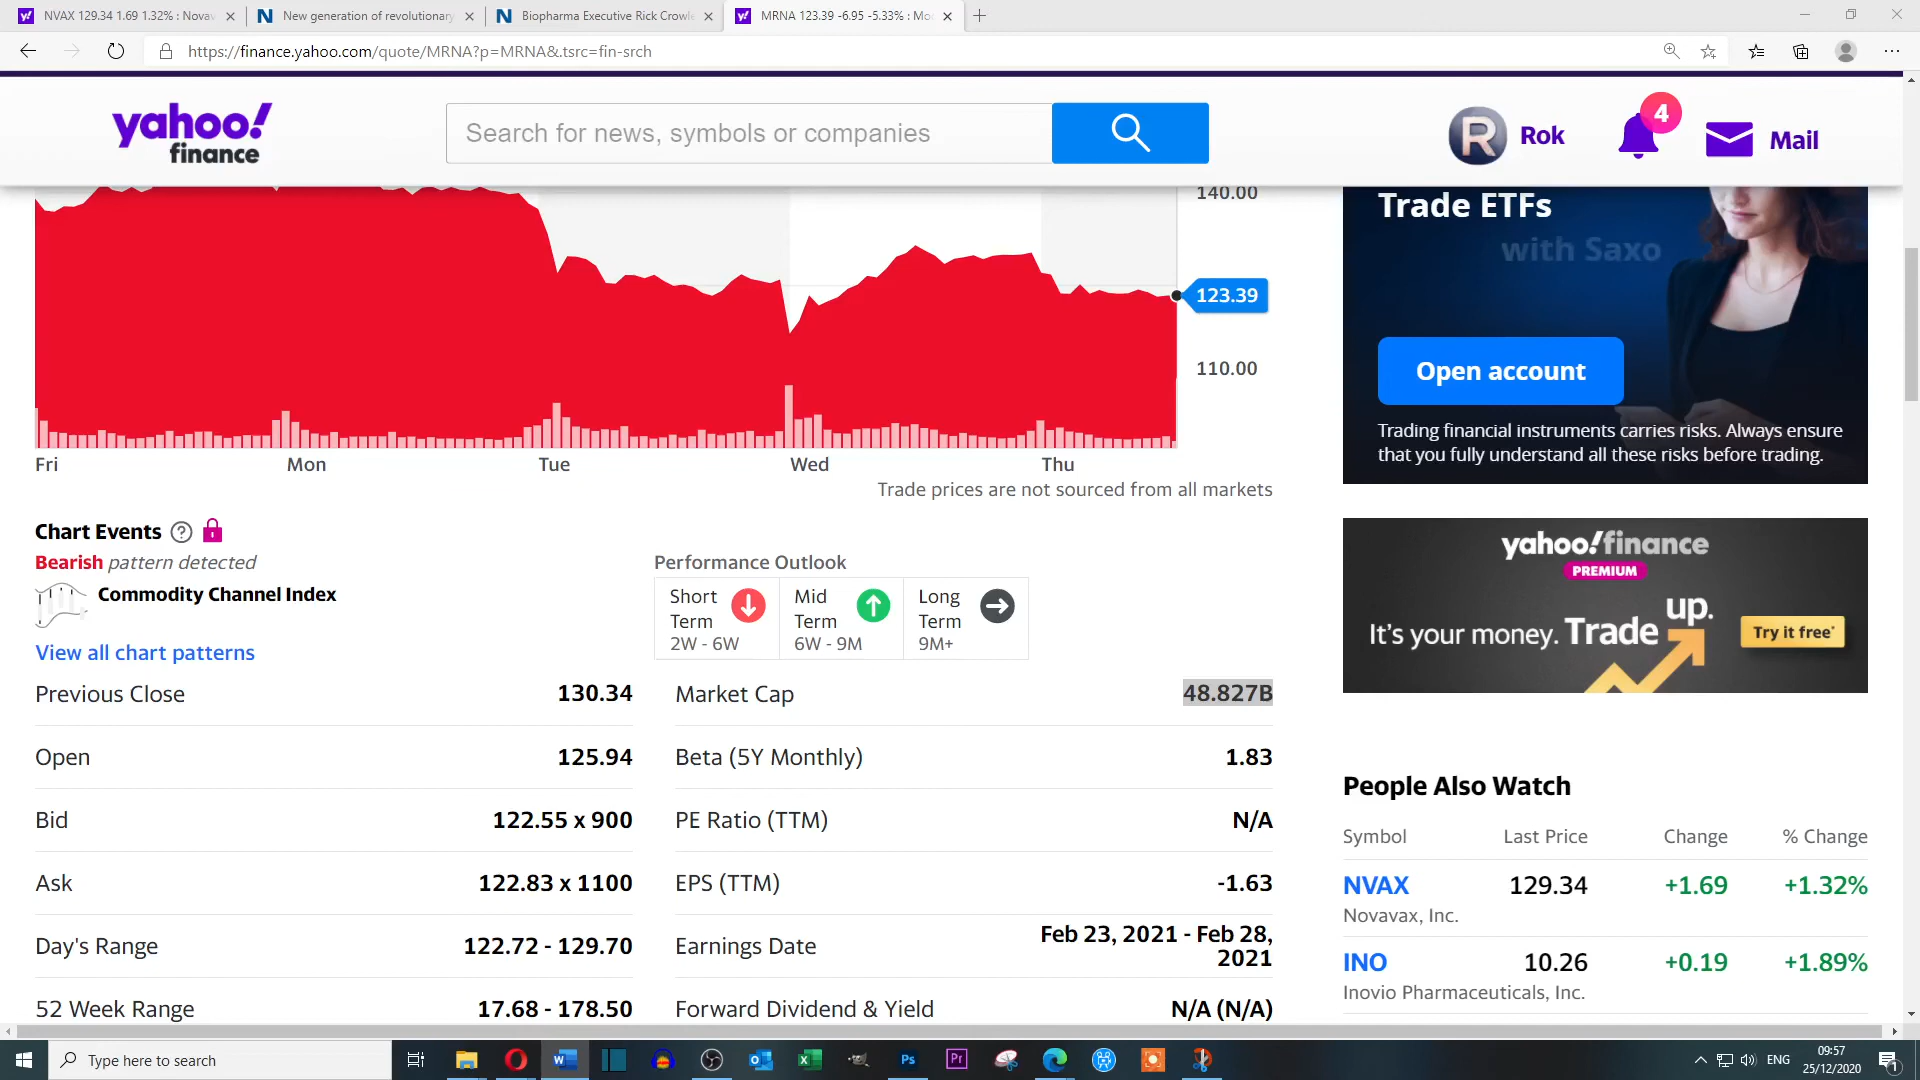 NVAX 129.34 1.69 1.32% : Novav
New generation of revolutionary
Biopharma Executive Rick Crowle
MRNA 123.39 -6.95 -5.33% : Mod
https://finance.yahoo.com/quote/MRNA?p=MRNA&.tsrc=fin-srch
yahoo!
finance
Search for news, symbols or companies
R
Rok
4
Mail
140.00
123.39
110.00
Fri
Mon
Tue
Wed
Thu
Trade prices are not sourced from all markets
Trade ETFs
with Saxo
Open account
Trading financial instruments carries risks. Always ensure
that you fully understand all these risks before trading.
yahoo!finance
PREMIUM
It's your money. Trade up.
Try it free*
Chart Events
Bearish pattern detected
Commodity Channel Index
View all chart patterns
Performance Outlook
Short
Term
2W - 6W
Mid
Term
6W - 9M
Long
Term
9M+
Previous Close 130.34
Open 125.94
Bid 122.55 x 900
Ask 122.83 x 1100
Day's Range 122.72 - 129.70
52 Week Range 17.68 - 178.50
Market Cap 48.827B
Beta (5Y Monthly) 1.83
PE Ratio (TTM) N/A
EPS (TTM) -1.63
Earnings Date Feb 23, 2021 - Feb 28,
2021
Forward Dividend & Yield N/A (N/A)
People Also Watch
Symbol Last Price Change % Change
NVAX 129.34 +1.69 +1.32%
Novavax, Inc.
INO 10.26 +0.19 +1.89%
Inovio Pharmaceuticals, Inc.
Type here to search
Ps
Pr
ENG
09:57
25/12/2020
1